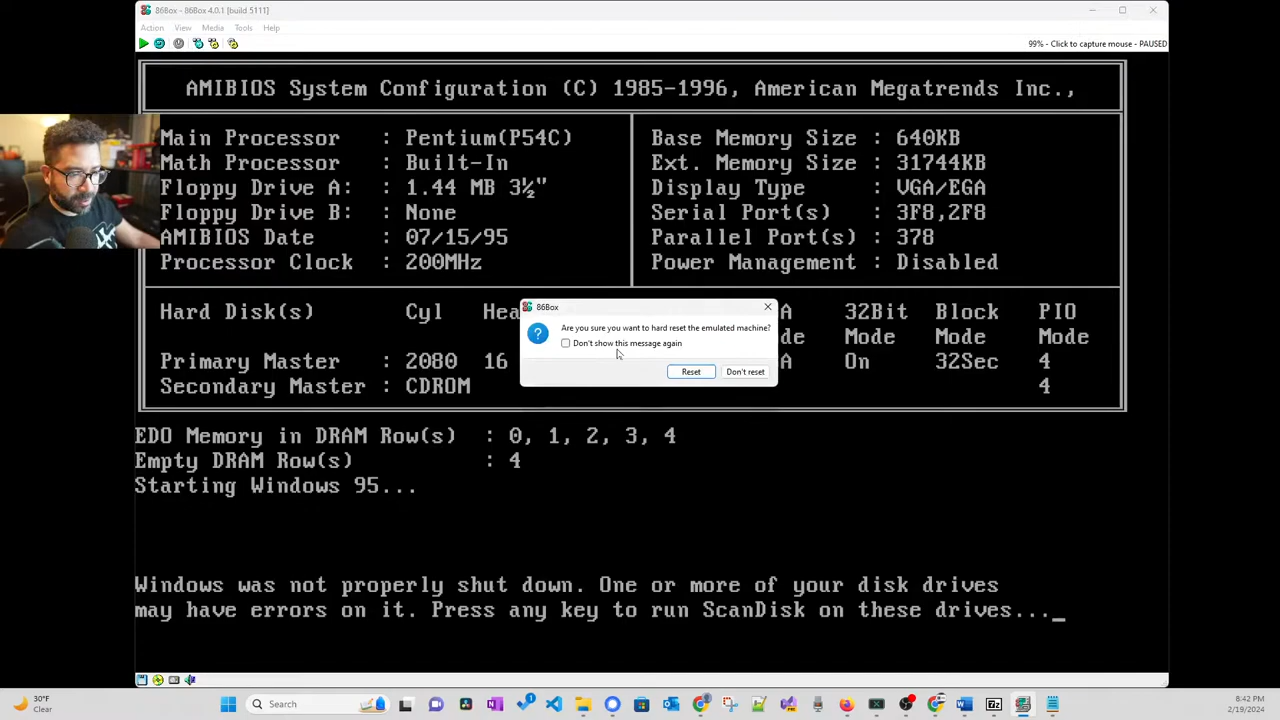 86Box - 86Box 4.0.1 [build 5111]
Action View Media Tools Help
99% - Click to capture mouse - PAUSED
AMIBIOS System Configuration (C) 1985-1996, American Megatrends Inc.,
Main Processor : Pentium(P54C)
Math Processor : Built-In
Floppy Drive A: : 1.44 MB 3½"
Floppy Drive B: : None
AMIBIOS Date : 07/15/95
Processor Clock : 200MHz
Base Memory Size : 640KB
Ext. Memory Size : 31744KB
Display Type : VGA/EGA
Serial Port(s) : 3F8,2F8
Parallel Port(s) : 378
Power Management : Disabled
Hard Disk(s) Cyl 32Bit Block PIO
Mode Mode Mode
Primary Master : 2080 16 On 32Sec 4
Secondary Master : CDROM 4
86Box
Are you sure you want to hard reset the emulated machine?
Don't show this message again
Reset Don't reset
EDO Memory in DRAM Row(s) : 0, 1, 2, 3, 4
Empty DRAM Row(s) : 4
Starting Windows 95...
Windows was not properly shut down. One or more of your disk drives
may have errors on it. Press any key to run ScanDisk on these drives..._
30°F
Clear
Search
8:42 PM
2/19/2024